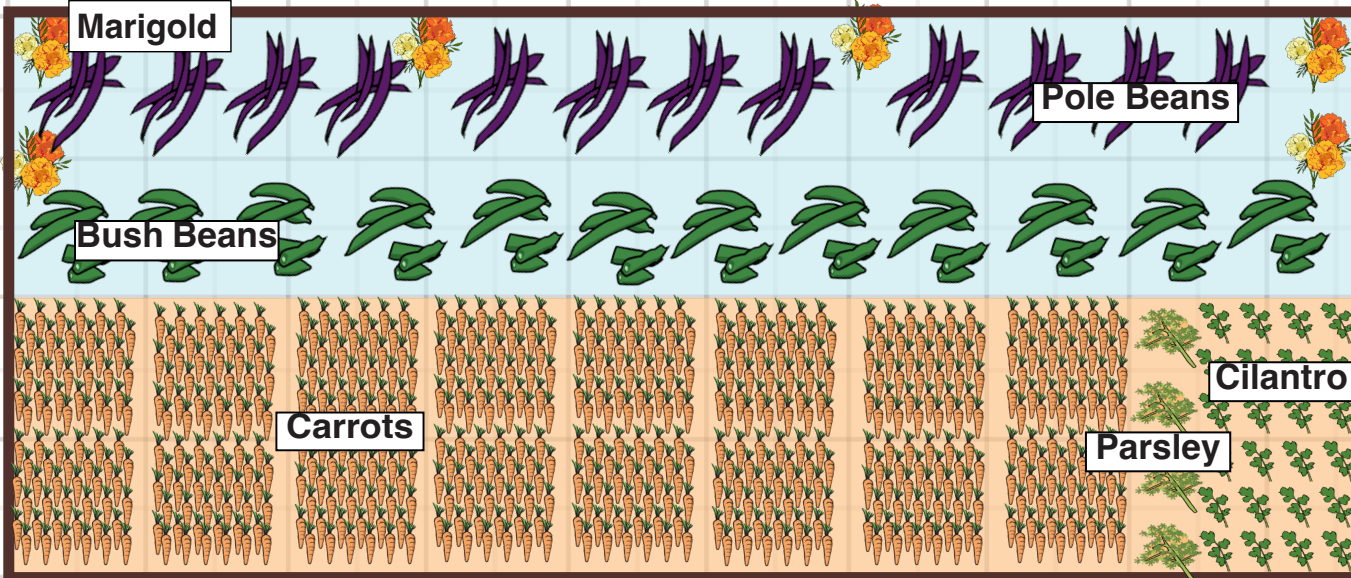 Marigold
Pole Beans
Bush Beans
Cilantro
Carrots
Parsley